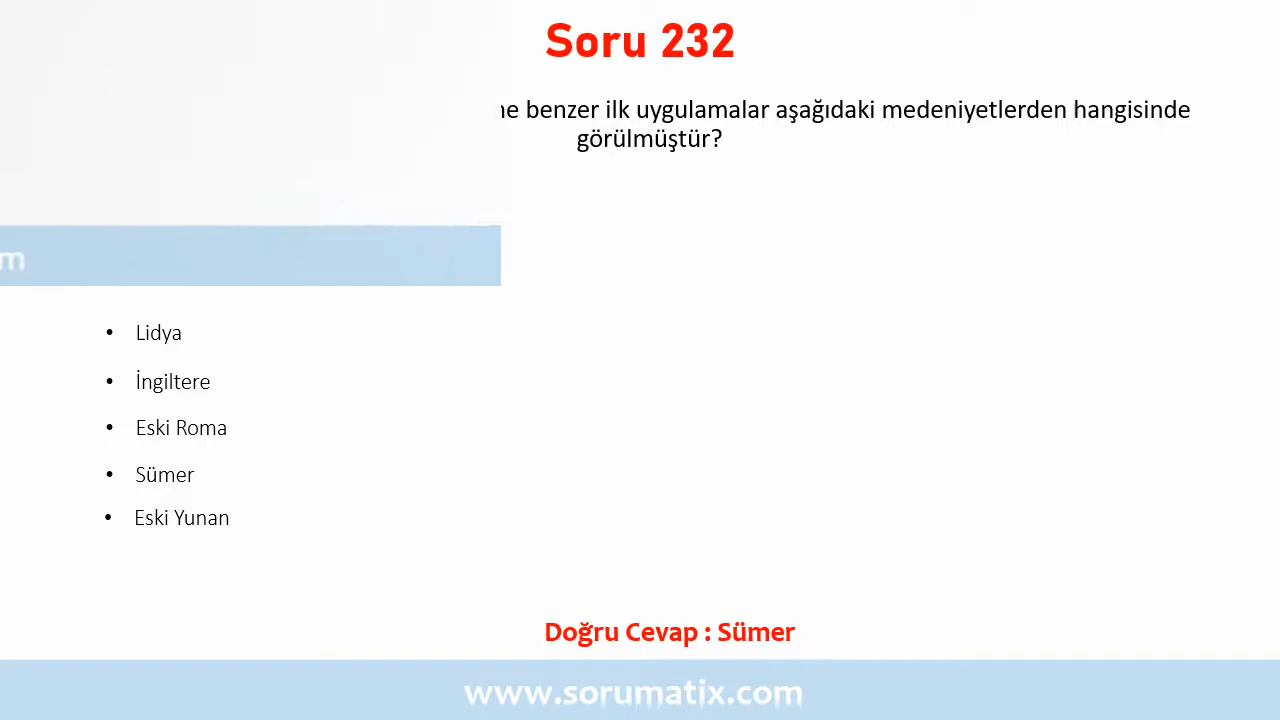 Soru 232
benzer ilk uygulamalar aşağıdaki medeniyetlerden hangisinde
görülmüştür?
• Lidya
• İngiltere
• Eski Roma
• Sümer
• Eski Yunan
Doğru Cevap : Sümer
www.sorumatix.com